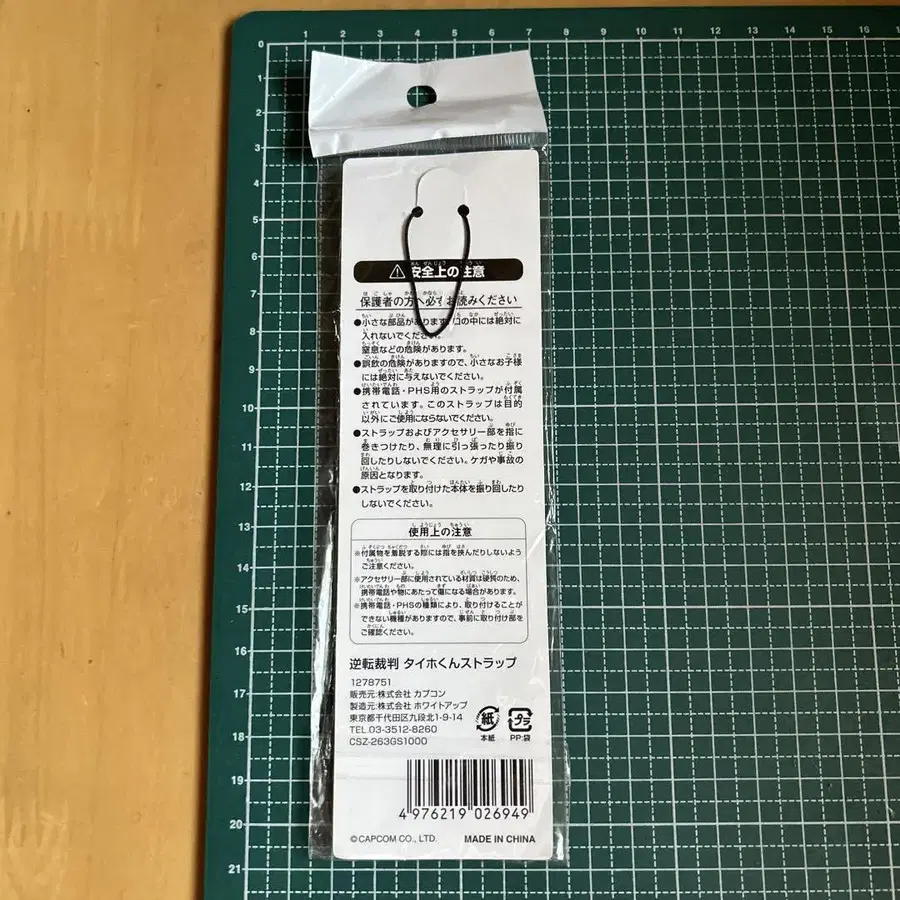 安全上の注意
保護者の方へ必ずお読みください
●小さな部品があります。口の中には絶対に
入れないでください。
窒息などの危険があります。
●誤飲の危険がありますので、小さなお子様
には絶対に与えないでください。
●携帯電話・PHS用のストラップが付属
されています。このストラップは目的
以外にご使用にならないでください。
●ストラップおよびアクセサリー部を指に
巻きつけたり、無理に引っ張ったり振り
回したりしないでください。ケガや事故の
原因となります。
●ストラップを取り付けた本体を振り回したり
しないでください。
使用上の注意
※付属物を着脱する際には指を挟んだりしないよう
ご注意ください。
※アクセサリー部に使用されている材質は硬質のため、
携帯電話や物にあたって傷になる場合があります。
※携帯電話・PHSの種類により、取り付けることが
できない機種がありますので、事前に取り付け部を
ご確認ください。
逆転裁判 タイホくんストラップ
1278751
販売元:株式会社 カプコン
製造元:株式会社 ホワイトアップ
東京都千代田区九段北1-9-14
TEL.03-3512-8260
CSZ-263GS1000
紙
本紙
プラ
PP:袋
4 976219 026949
©CAPCOM CO., LTD.
MADE IN CHINA
0 1 2 3 4 5 6 7 8 9 10 11 12 13 14 15 16 17
1
2
3
4
5
6
7
8
9
10
11
12
13
14
15
16
17
18
19
20
21